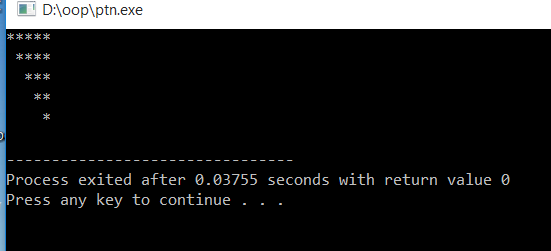 D:\oop\ptn.exe
*****
 ****
  ***
   **
    *
--------------------------------
Process exited after 0.03755 seconds with return value 0
Press any key to continue . . .